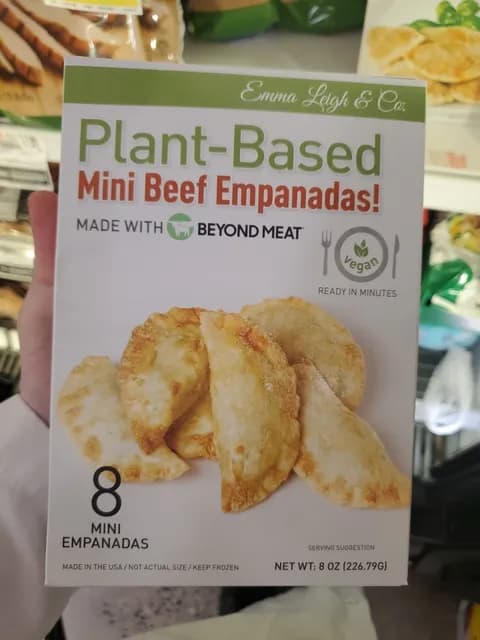 Emma Leigh & Co.
Plant-Based
Mini Beef Empanadas!
MADE WITH BEYOND MEAT
vegan
READY IN MINUTES
8
MINI
EMPANADAS
SERVING SUGGESTION
MADE IN THE USA / NOT ACTUAL SIZE / KEEP FROZEN
NET WT: 8 OZ (226.79G)